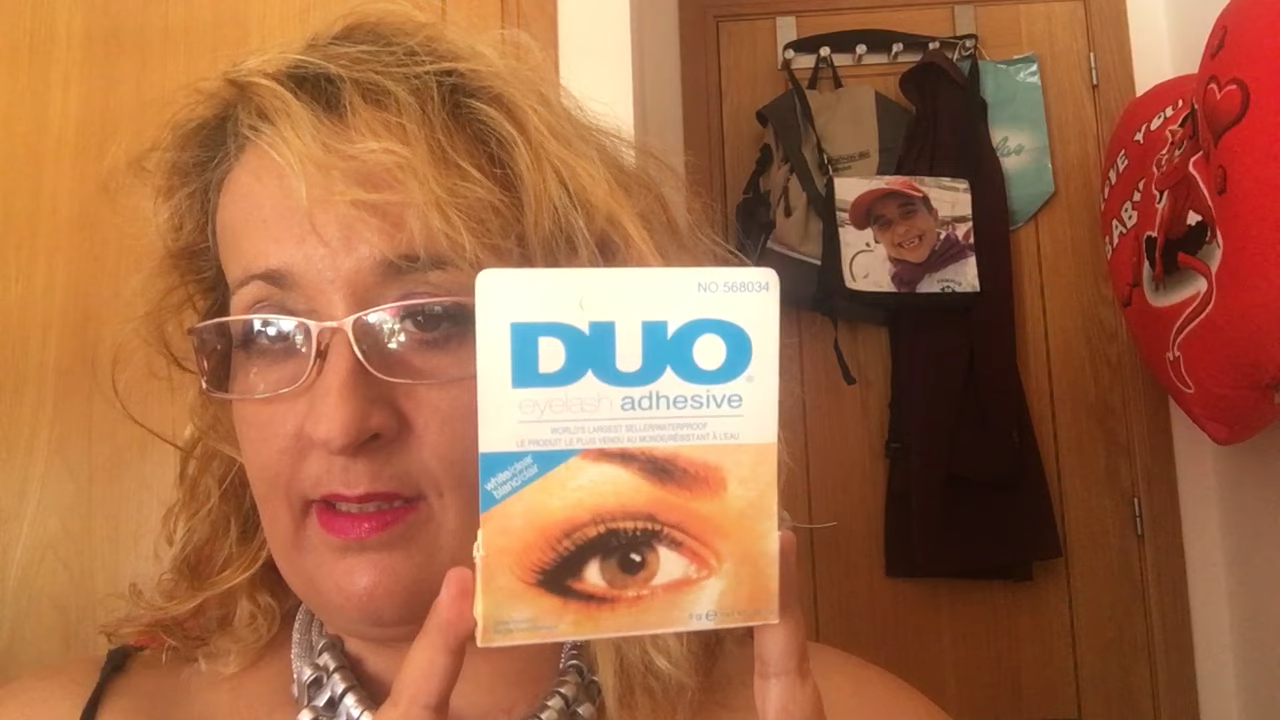 NO 568034
DUO
eyelash adhesive
WORLD'S LARGEST SELLER/WATERPROOF
LE PRODUIT LE PLUS VENDU AU MONDE/RÉSISTANT À L'EAU
white/clear
blanc/clair
LOVE YOU
BABY